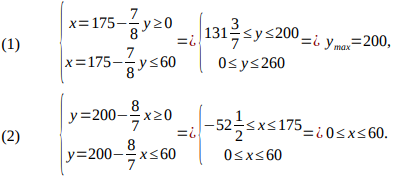 (1) { x=175−7/8 y≥0
x=175−7/8 y≤60 =¿ { 131 3/7 ≤y≤200
0≤y≤260 =¿ y_max=200,
(2) { y=200−8/7 x≥0
y=200−8/7 x≤60 =¿ { −52 1/2 ≤x≤175
0≤x≤60 =¿ 0≤x≤60.